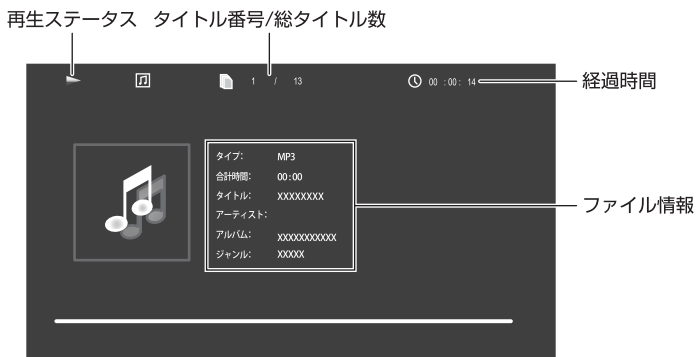 再生ステータス タイトル番号/総タイトル数
1 / 13 00 : 00 : 14 経過時間
タイプ: MP3
合計時間: 00:00
タイトル: XXXXXXXX
ファイル情報
アーティスト:
アルバム: XXXXXXXXXXX
ジャンル: XXXXX